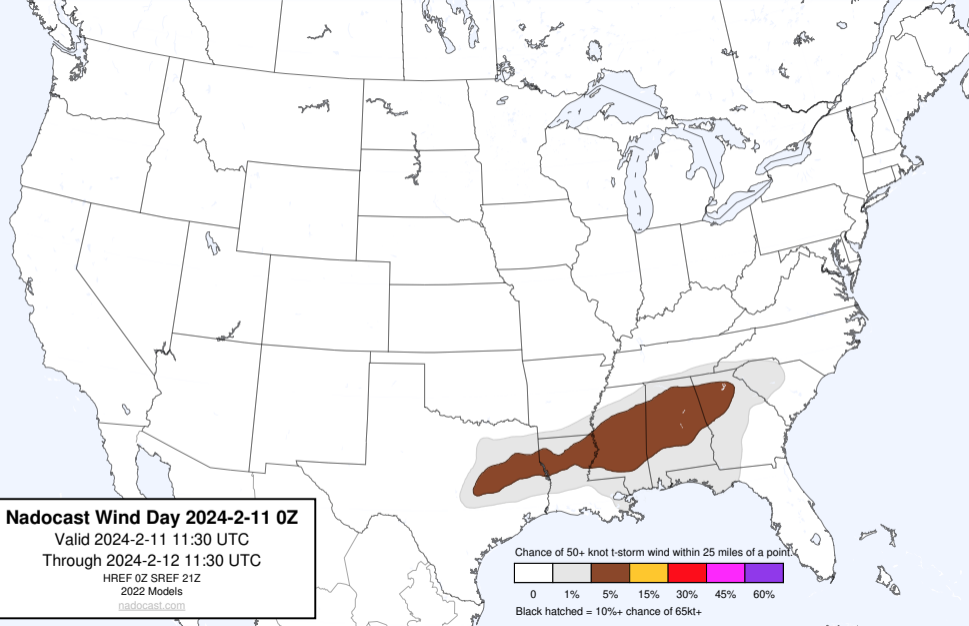 Nadocast Wind Day 2024-2-11 0Z
Valid 2024-2-11 11:30 UTC
Through 2024-2-12 11:30 UTC
HREF 0Z SREF 21Z
2022 Models
nadocast.com
Chance of 50+ knot t-storm wind within 25 miles of a point.
0 1% 5% 15% 30% 45% 60%
Black hatched = 10%+ chance of 65kt+